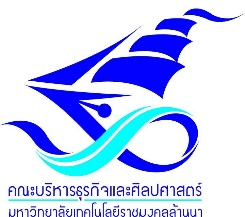 คณะบริหารธุรกิจและศิลปศาสตร์
มหาวิทยาลัยเทคโนโลยีราชมงคลล้านนา